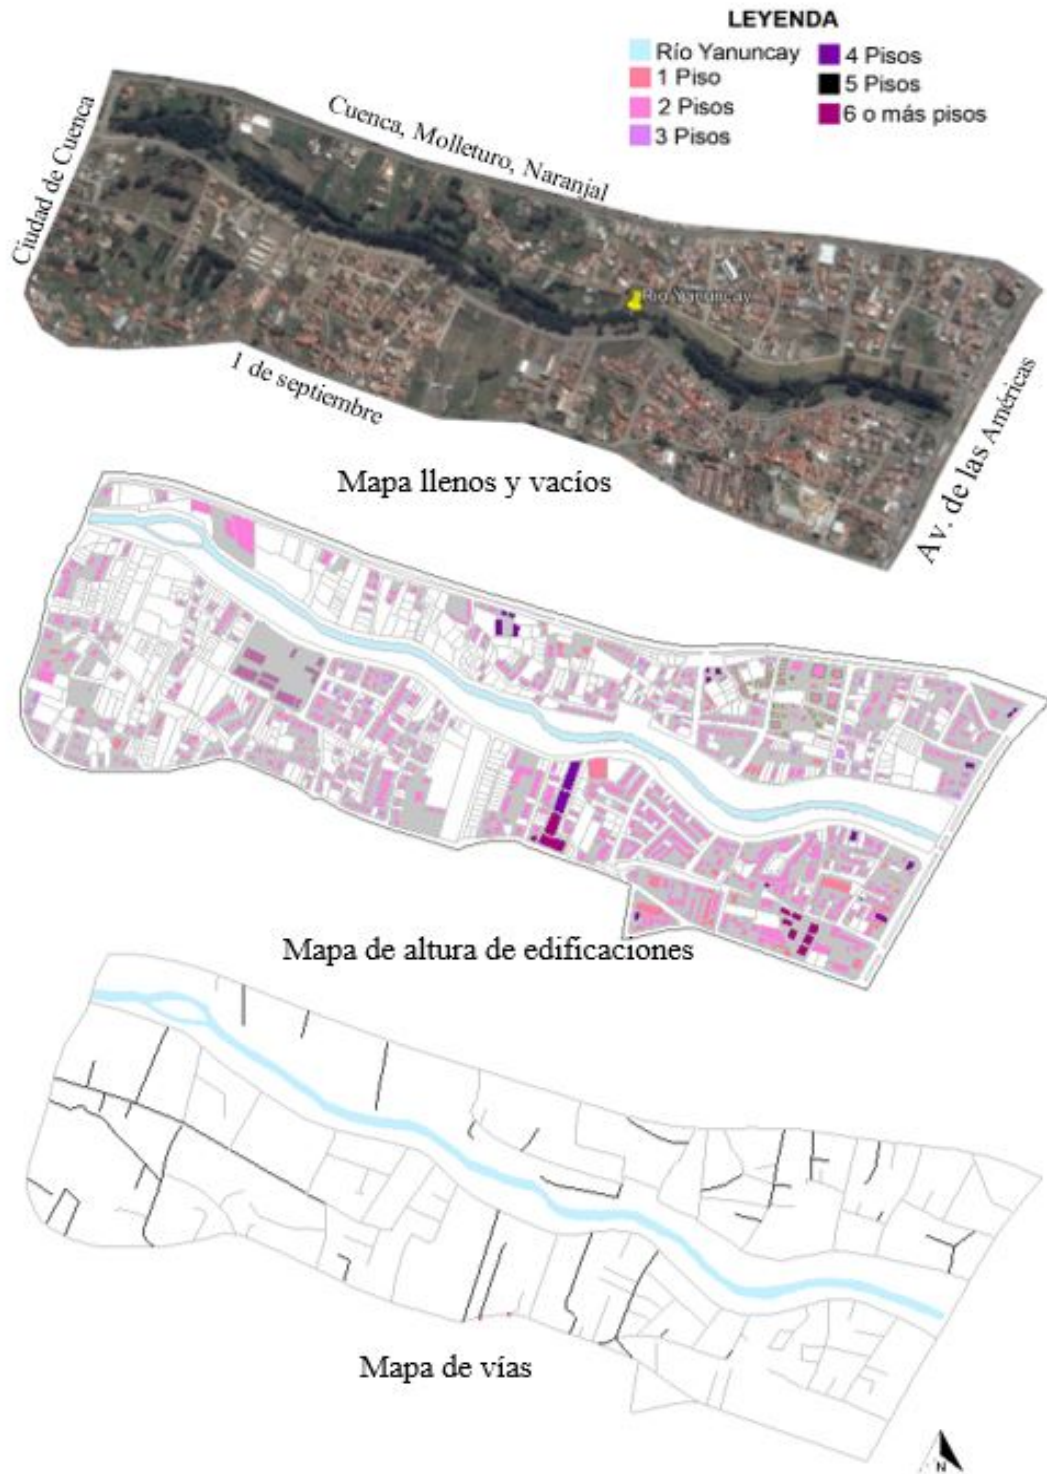 LEYENDA
Río Yanuncay
1 Piso
2 Pisos
3 Pisos
4 Pisos
5 Pisos
6 o más pisos
Ciudad de Cuenca
Cuenca, Molleturo, Naranjal
Río Yanuncay
1 de septiembre
Av. de las Américas
Mapa llenos y vacíos
Mapa de altura de edificaciones
Mapa de vías
N